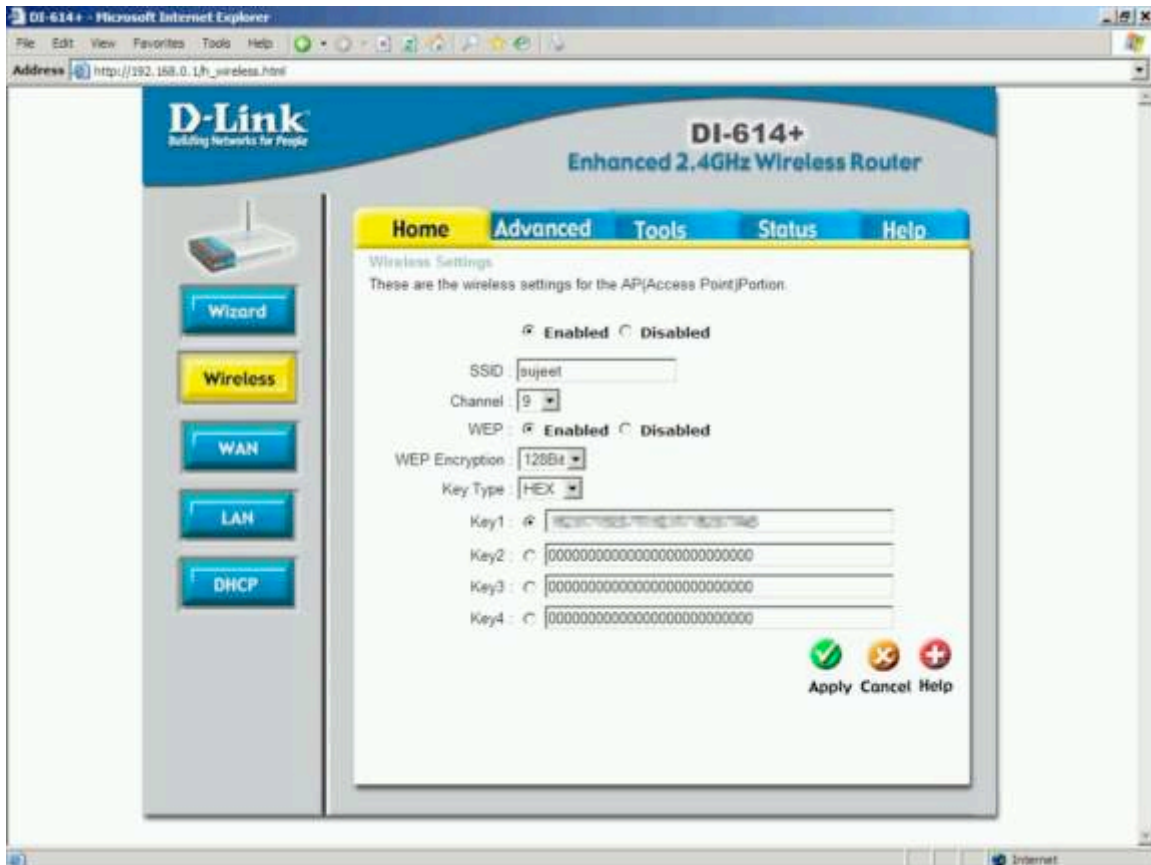 DI-614+ - Microsoft Internet Explorer
File Edit View Favorites Tools Help
Address http://192.168.0.1/h_wireless.html
D-Link
Building Networks for People
DI-614+
Enhanced 2.4GHz Wireless Router
Home Advanced Tools Status Help
Wireless Settings
These are the wireless settings for the AP(Access Point)Portion.
Wizard
Wireless
WAN
LAN
DHCP
Enabled Disabled
SSID : sujeet
Channel : 9
WEP : Enabled Disabled
WEP Encryption : 128Bit
Key Type : HEX
Key1 :
Key2 : 00000000000000000000000000
Key3 : 00000000000000000000000000
Key4 : 00000000000000000000000000
Apply Cancel Help
Internet